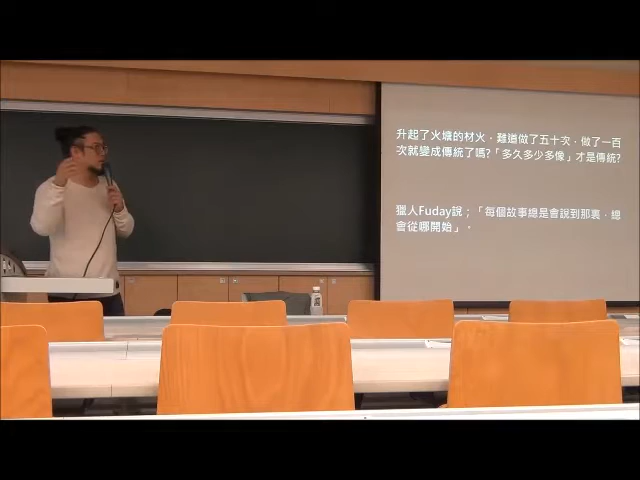 升起了火塘的材火，難道做了五十次，做了一百
次就變成傳統了嗎?「多久多少多像」才是傳統?
獵人Fuday說；「每個故事總是會說到那裏，總
會從哪開始」。